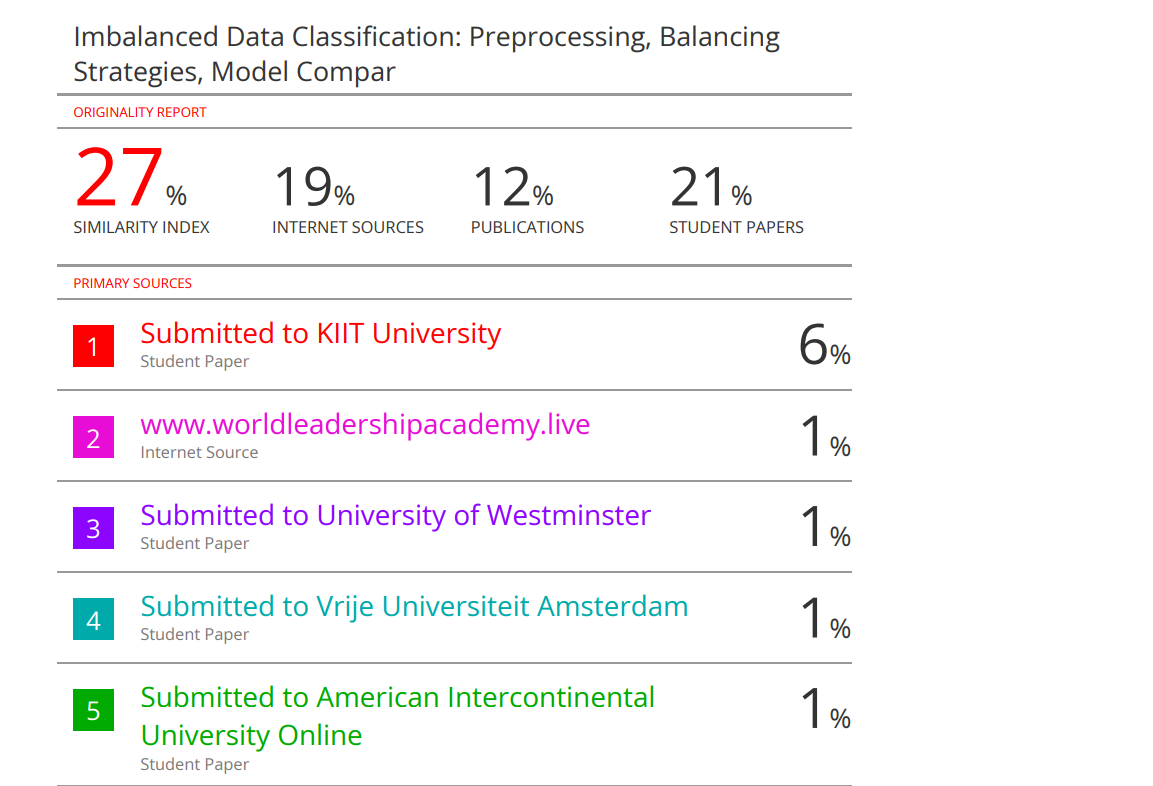 Imbalanced Data Classification: Preprocessing, Balancing
Strategies, Model Compar
ORIGINALITY REPORT
27%
SIMILARITY INDEX
19%
INTERNET SOURCES
12%
PUBLICATIONS
21%
STUDENT PAPERS
PRIMARY SOURCES
1
Submitted to KIIT University
Student Paper
6%
2
www.worldleadershipacademy.live
Internet Source
1%
3
Submitted to University of Westminster
Student Paper
1%
4
Submitted to Vrije Universiteit Amsterdam
Student Paper
1%
5
Submitted to American Intercontinental
University Online
Student Paper
1%